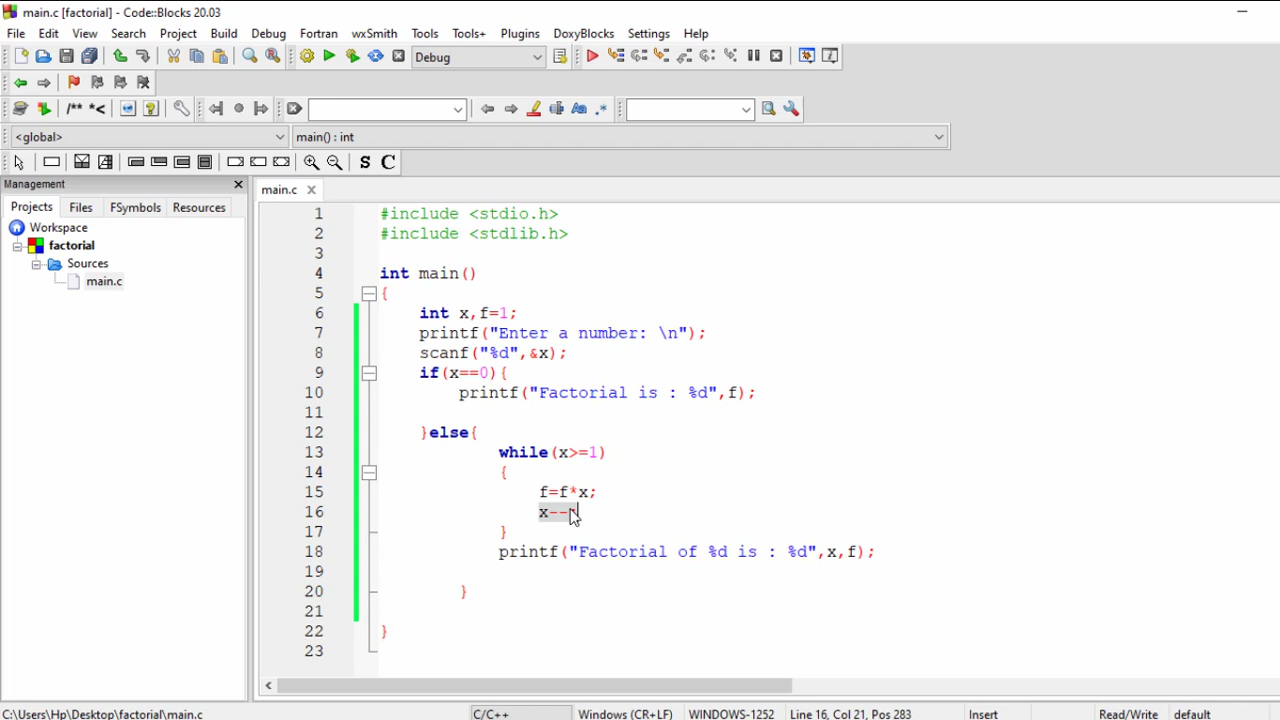 main.c [factorial] - Code::Blocks 20.03
File Edit View Search Project Build Debug Fortran wxSmith Tools Tools+ Plugins DoxyBlocks Settings Help
Debug
/** *<
<global> main() : int
S C
Management
Projects Files FSymbols Resources
Workspace
factorial
Sources
main.c
main.c
1 #include <stdio.h>
2 #include <stdlib.h>
3
4 int main()
5 {
6 int x,f=1;
7 printf("Enter a number: \n");
8 scanf("%d",&x);
9 if(x==0){
10 printf("Factorial is : %d",f);
11
12 }else{
13 while(x>=1)
14 {
15 f=f*x;
16 x--
17 }
18 printf("Factorial of %d is : %d",x,f);
19
20 }
21
22 }
23
C:\Users\Hp\Desktop\factorial\main.c C/C++ Windows (CR+LF) WINDOWS-1252 Line 16, Col 21, Pos 283 Insert Read/Write default